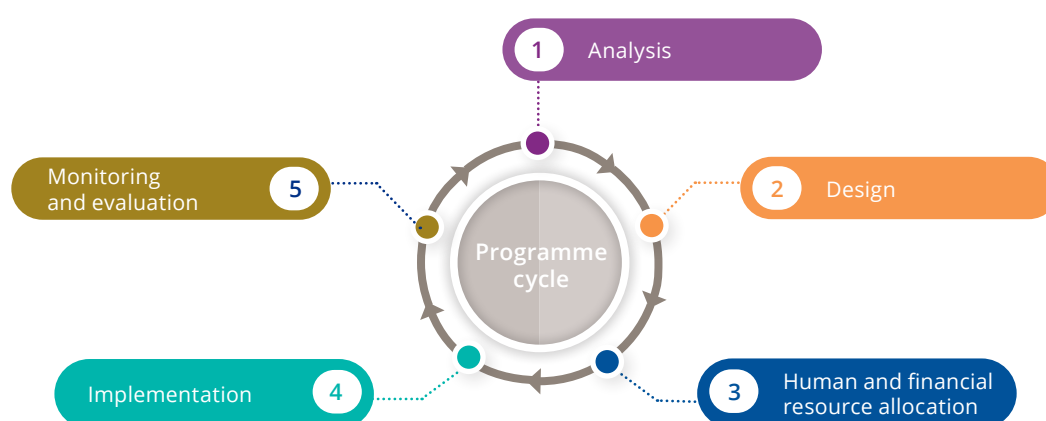 1 Analysis
2 Design
3 Human and financial
resource allocation
4 Implementation
5 Monitoring
and evaluation
Programme
cycle